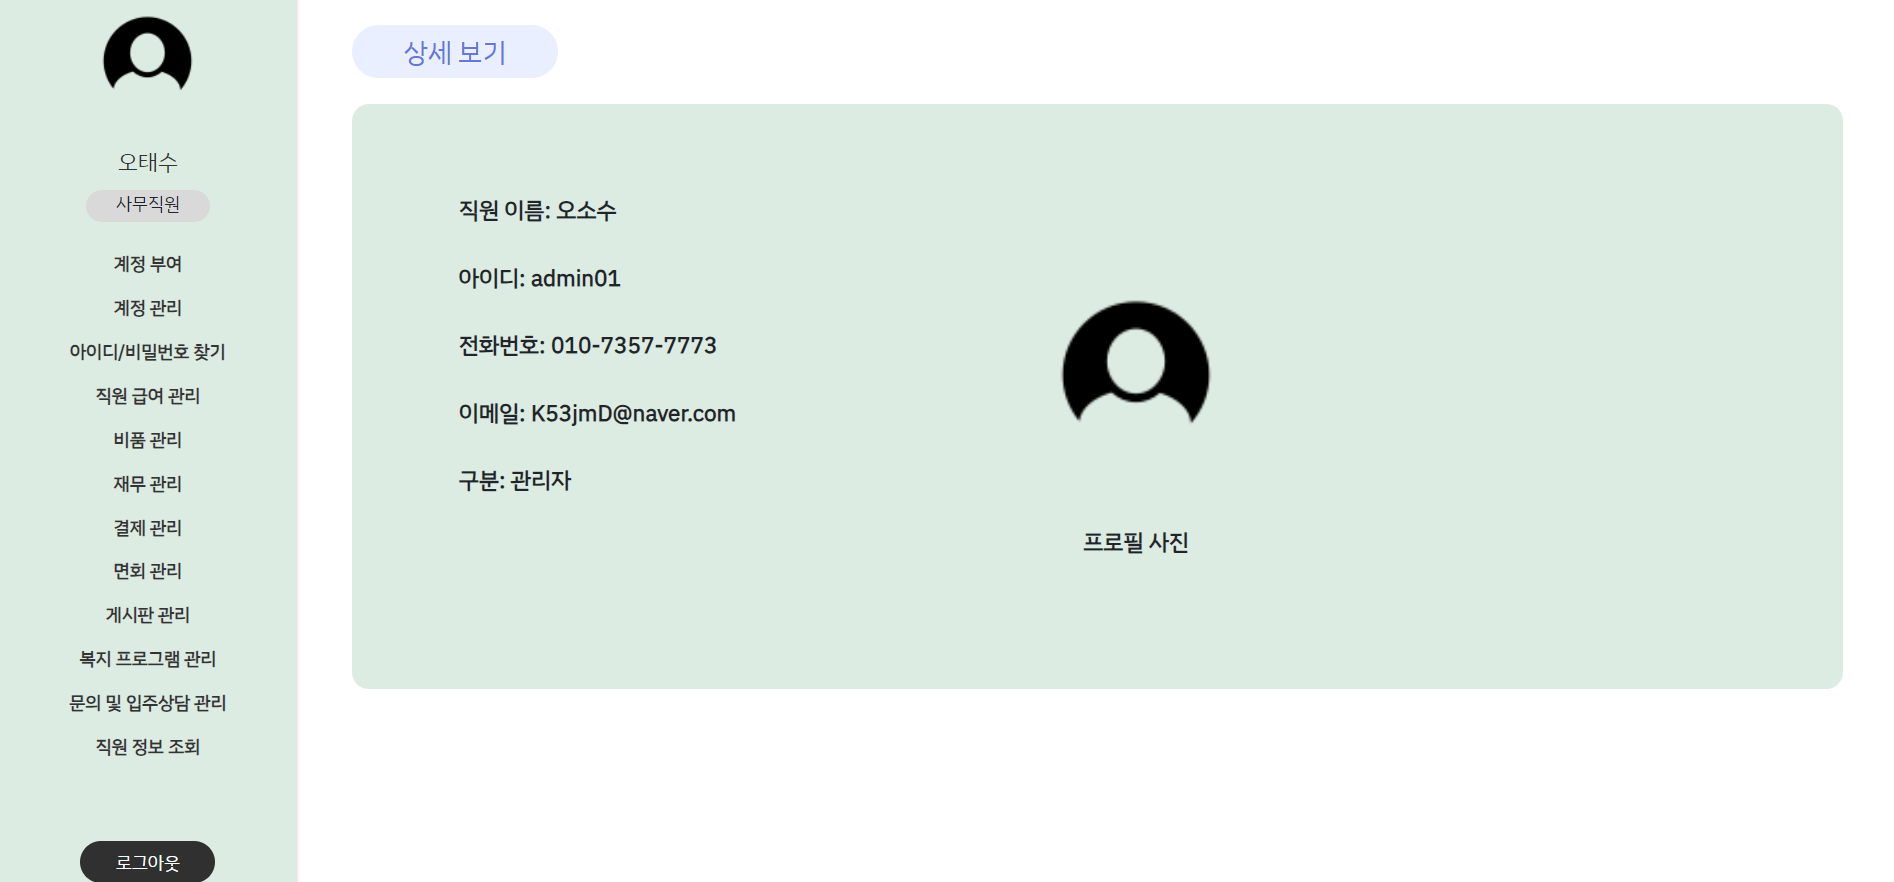 오태수
사무직원
계정 부여
계정 관리
아이디/비밀번호 찾기
직원 급여 관리
비품 관리
재무 관리
결제 관리
면회 관리
게시판 관리
복지 프로그램 관리
문의 및 입주상담 관리
직원 정보 조회
로그아웃
상세 보기
직원 이름: 오소수
아이디: admin01
전화번호: 010-7357-7773
이메일: K53jmD@naver.com
구분: 관리자
프로필 사진